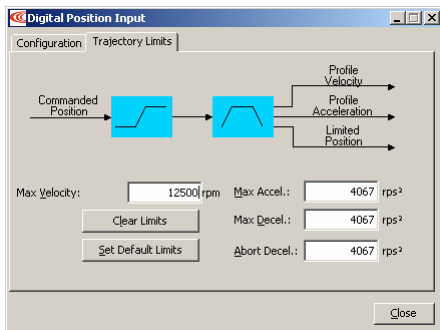 Digital Position Input
Configuration Trajectory Limits
Profile
Velocity
Commanded
Position
Profile
Acceleration
Limited
Position
Max Velocity: 12500 rpm Max Accel.: 4067 rps²
Clear Limits Max Decel.: 4067 rps²
Set Default Limits Abort Decel.: 4067 rps²
Close